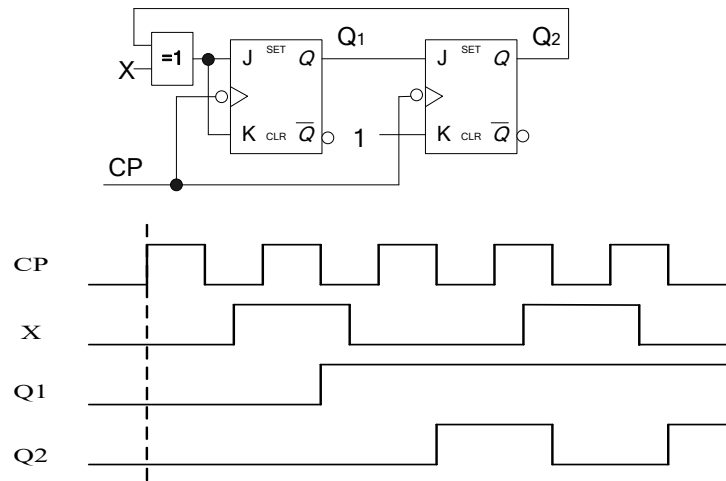 Q1 Q2
=1 J SET Q J SET Q
X
K CLR Q 1 K CLR Q
CP
CP
X
Q1
Q2